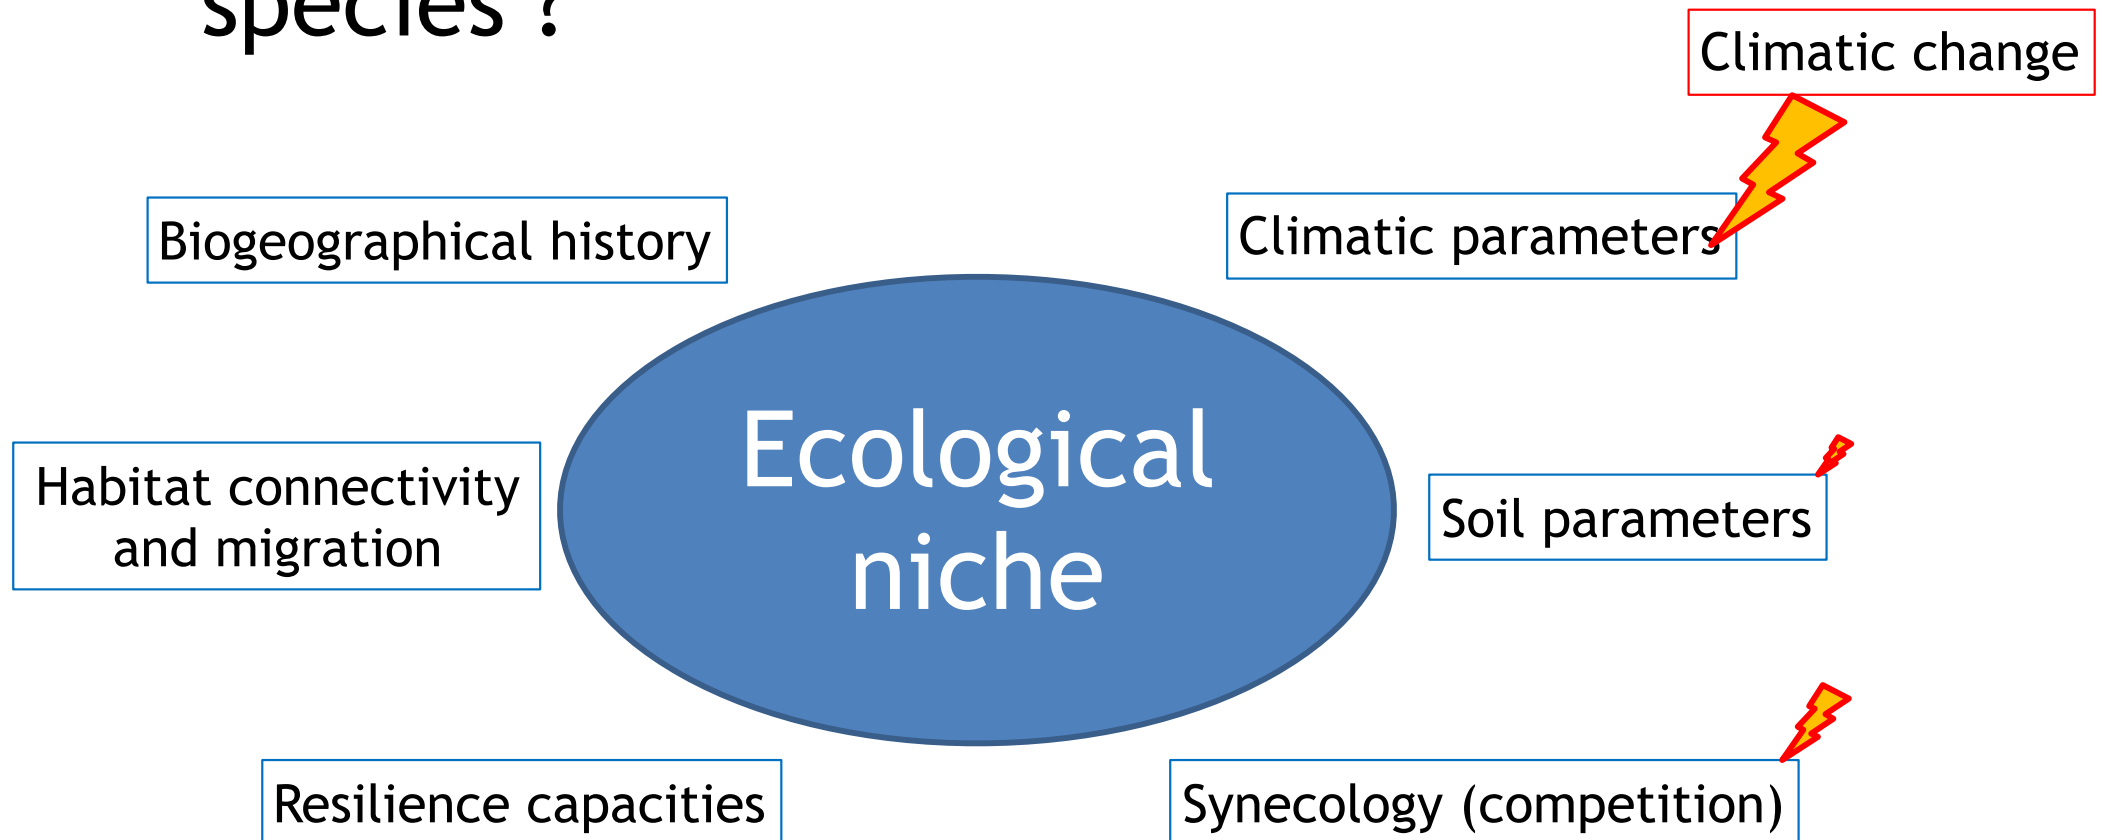 species ?
Climatic change
Biogeographical history
Climatic parameters
Ecological
niche
Habitat connectivity
and migration
Soil parameters
Resilience capacities
Synecology (competition)